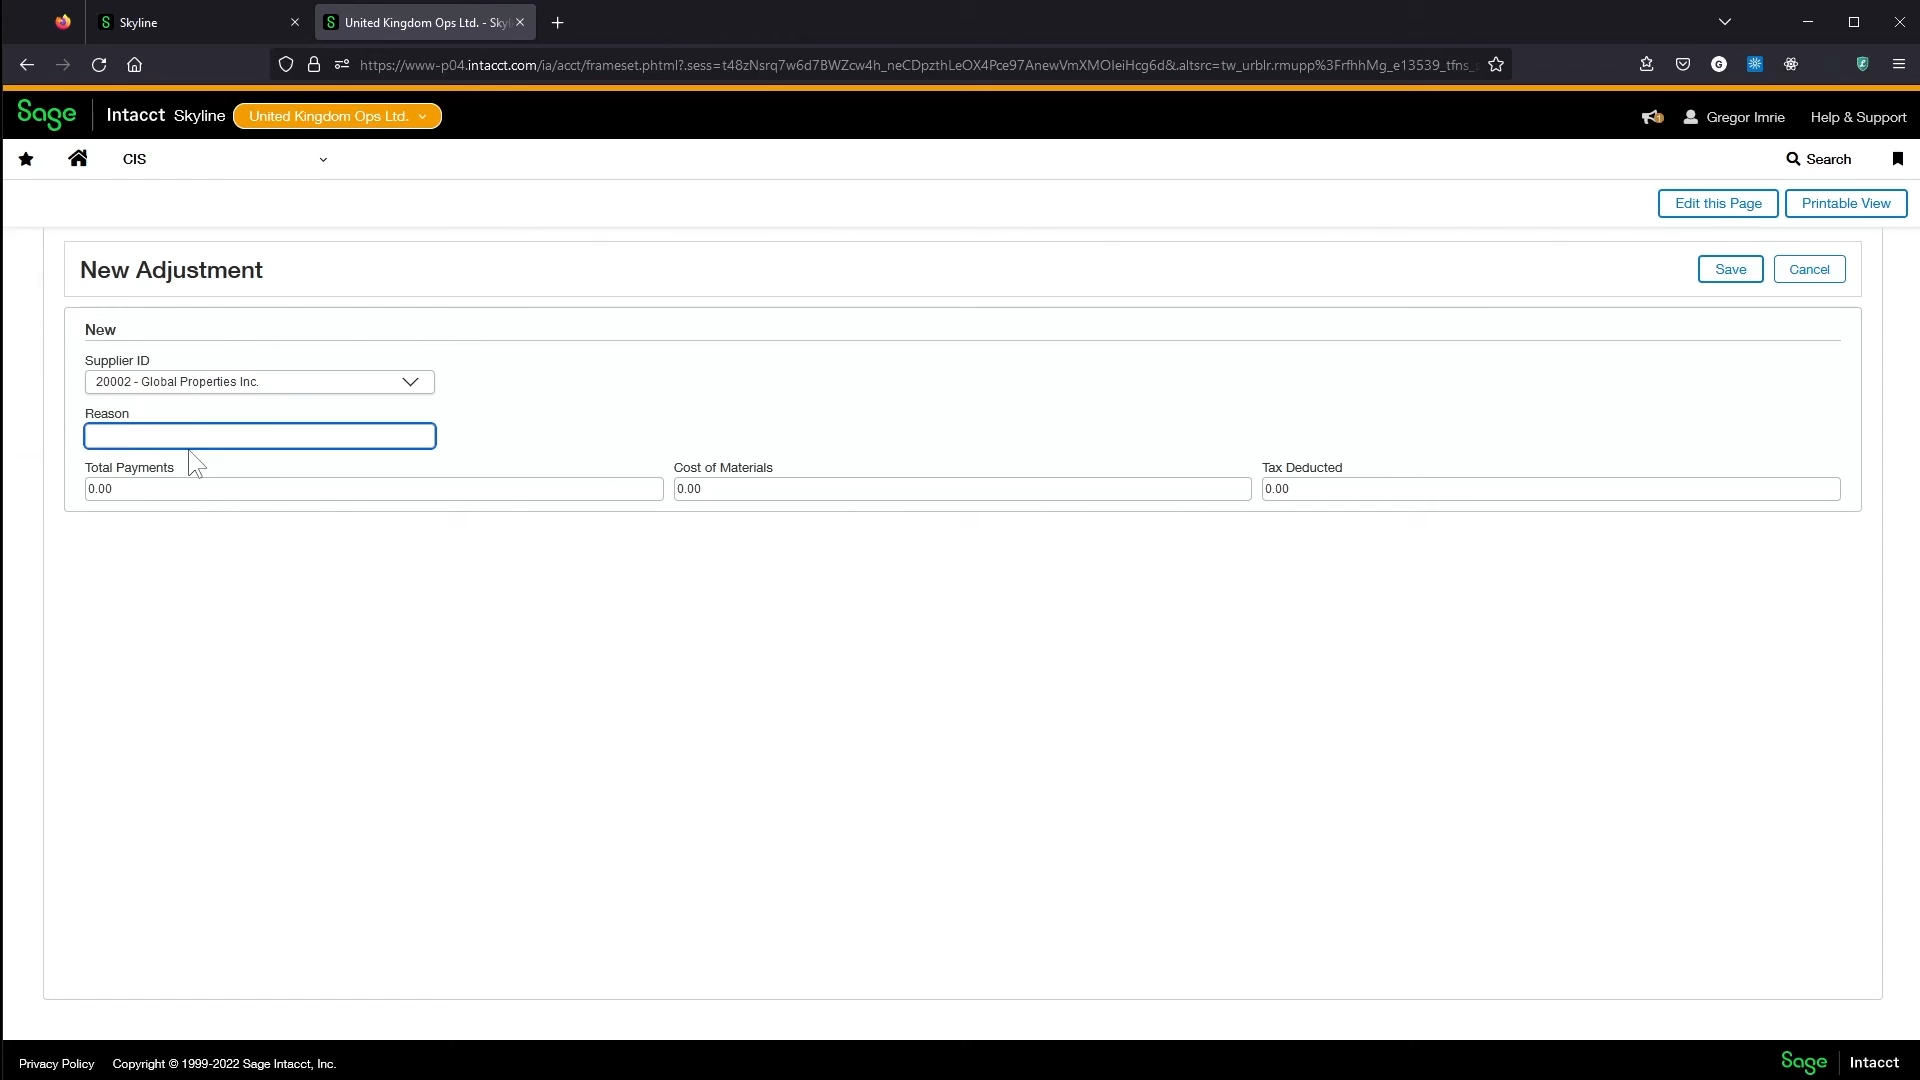 Skyline
United Kingdom Ops Ltd. - Skyl
https://www-p04.intacct.com/ia/acct/frameset.phtml?.sess=t48zNsrq7w6d7BWZcw4h_neCDpzthLeOX4Pce97AnewVmXMOIeiHcg6d&.altsrc=tw_urblr.rmupp%3FrfhhMg_e13539_tfns_
Sage Intacct Skyline United Kingdom Ops Ltd.
Gregor Imrie
Help & Support
CIS
Search
Edit this Page
Printable View
New Adjustment
Save
Cancel
New
Supplier ID
20002 - Global Properties Inc.
Reason
Total Payments
Cost of Materials
Tax Deducted
0.00
0.00
0.00
Privacy Policy
Copyright © 1999-2022 Sage Intacct, Inc.
Sage Intacct